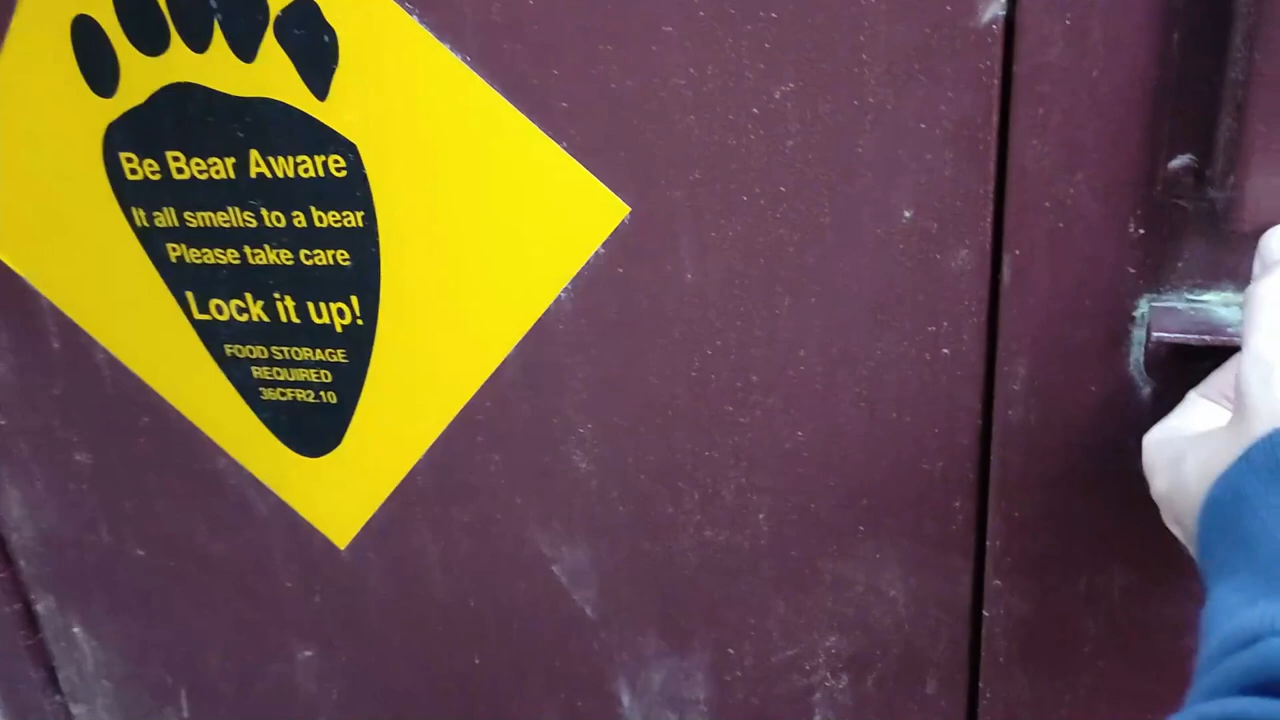 Be Bear Aware
It all smells to a bear
Please take care
Lock it up!
FOOD STORAGE
REQUIRED
36CFR2.10